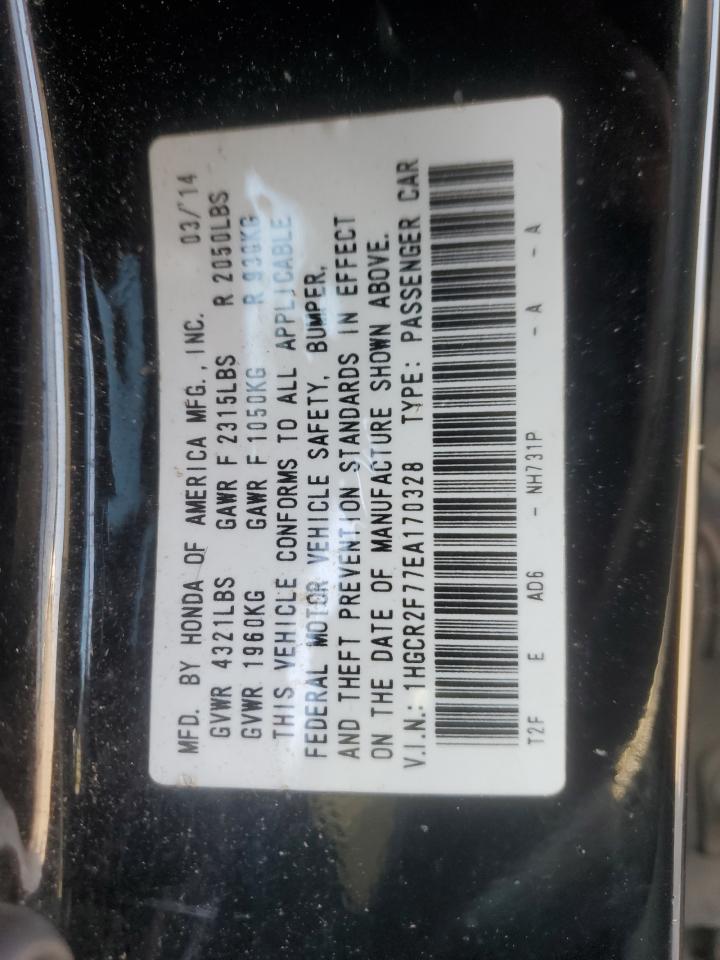 MFD. BY HONDA OF AMERICA MFG., INC. 03/'14
GVWR 4321LBS GAWR F 2315LBS R 2050LBS
GVWR 1960KG GAWR F 1050KG R 930KG
THIS VEHICLE CONFORMS TO ALL APPLICABLE
FEDERAL MOTOR VEHICLE SAFETY, BUMPER,
AND THEFT PREVENTION STANDARDS IN EFFECT
ON THE DATE OF MANUFACTURE SHOWN ABOVE.
V.I.N.: 1HGCR2F77EA170328 TYPE: PASSENGER CAR
T2F E AD6 - NH731P - A - A